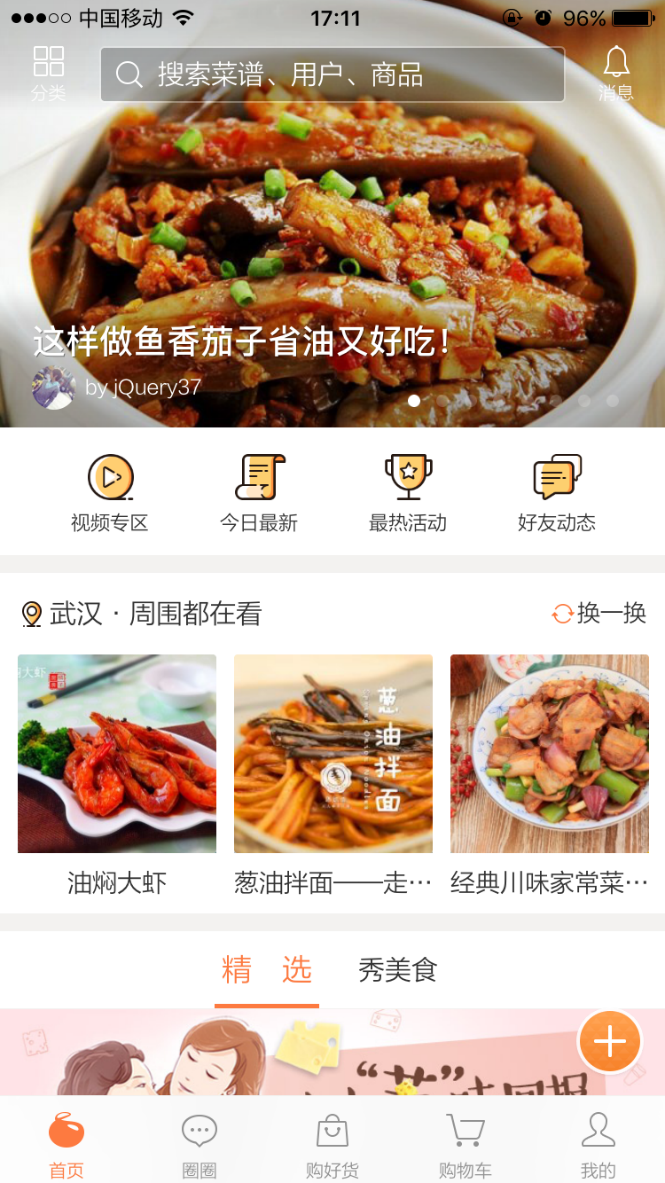 中国移动
17:11
96%
分类
搜索菜谱、用户、商品
消息
这样做鱼香茄子省油又好吃！
by jQuery37
视频专区
今日最新
最热活动
好友动态
武汉 · 周围都在看
换一换
葱油拌面
油焖大虾
葱油拌面——走…
经典川味家常菜…
精 选
秀美食
首页
圈圈
购好货
购物车
我的